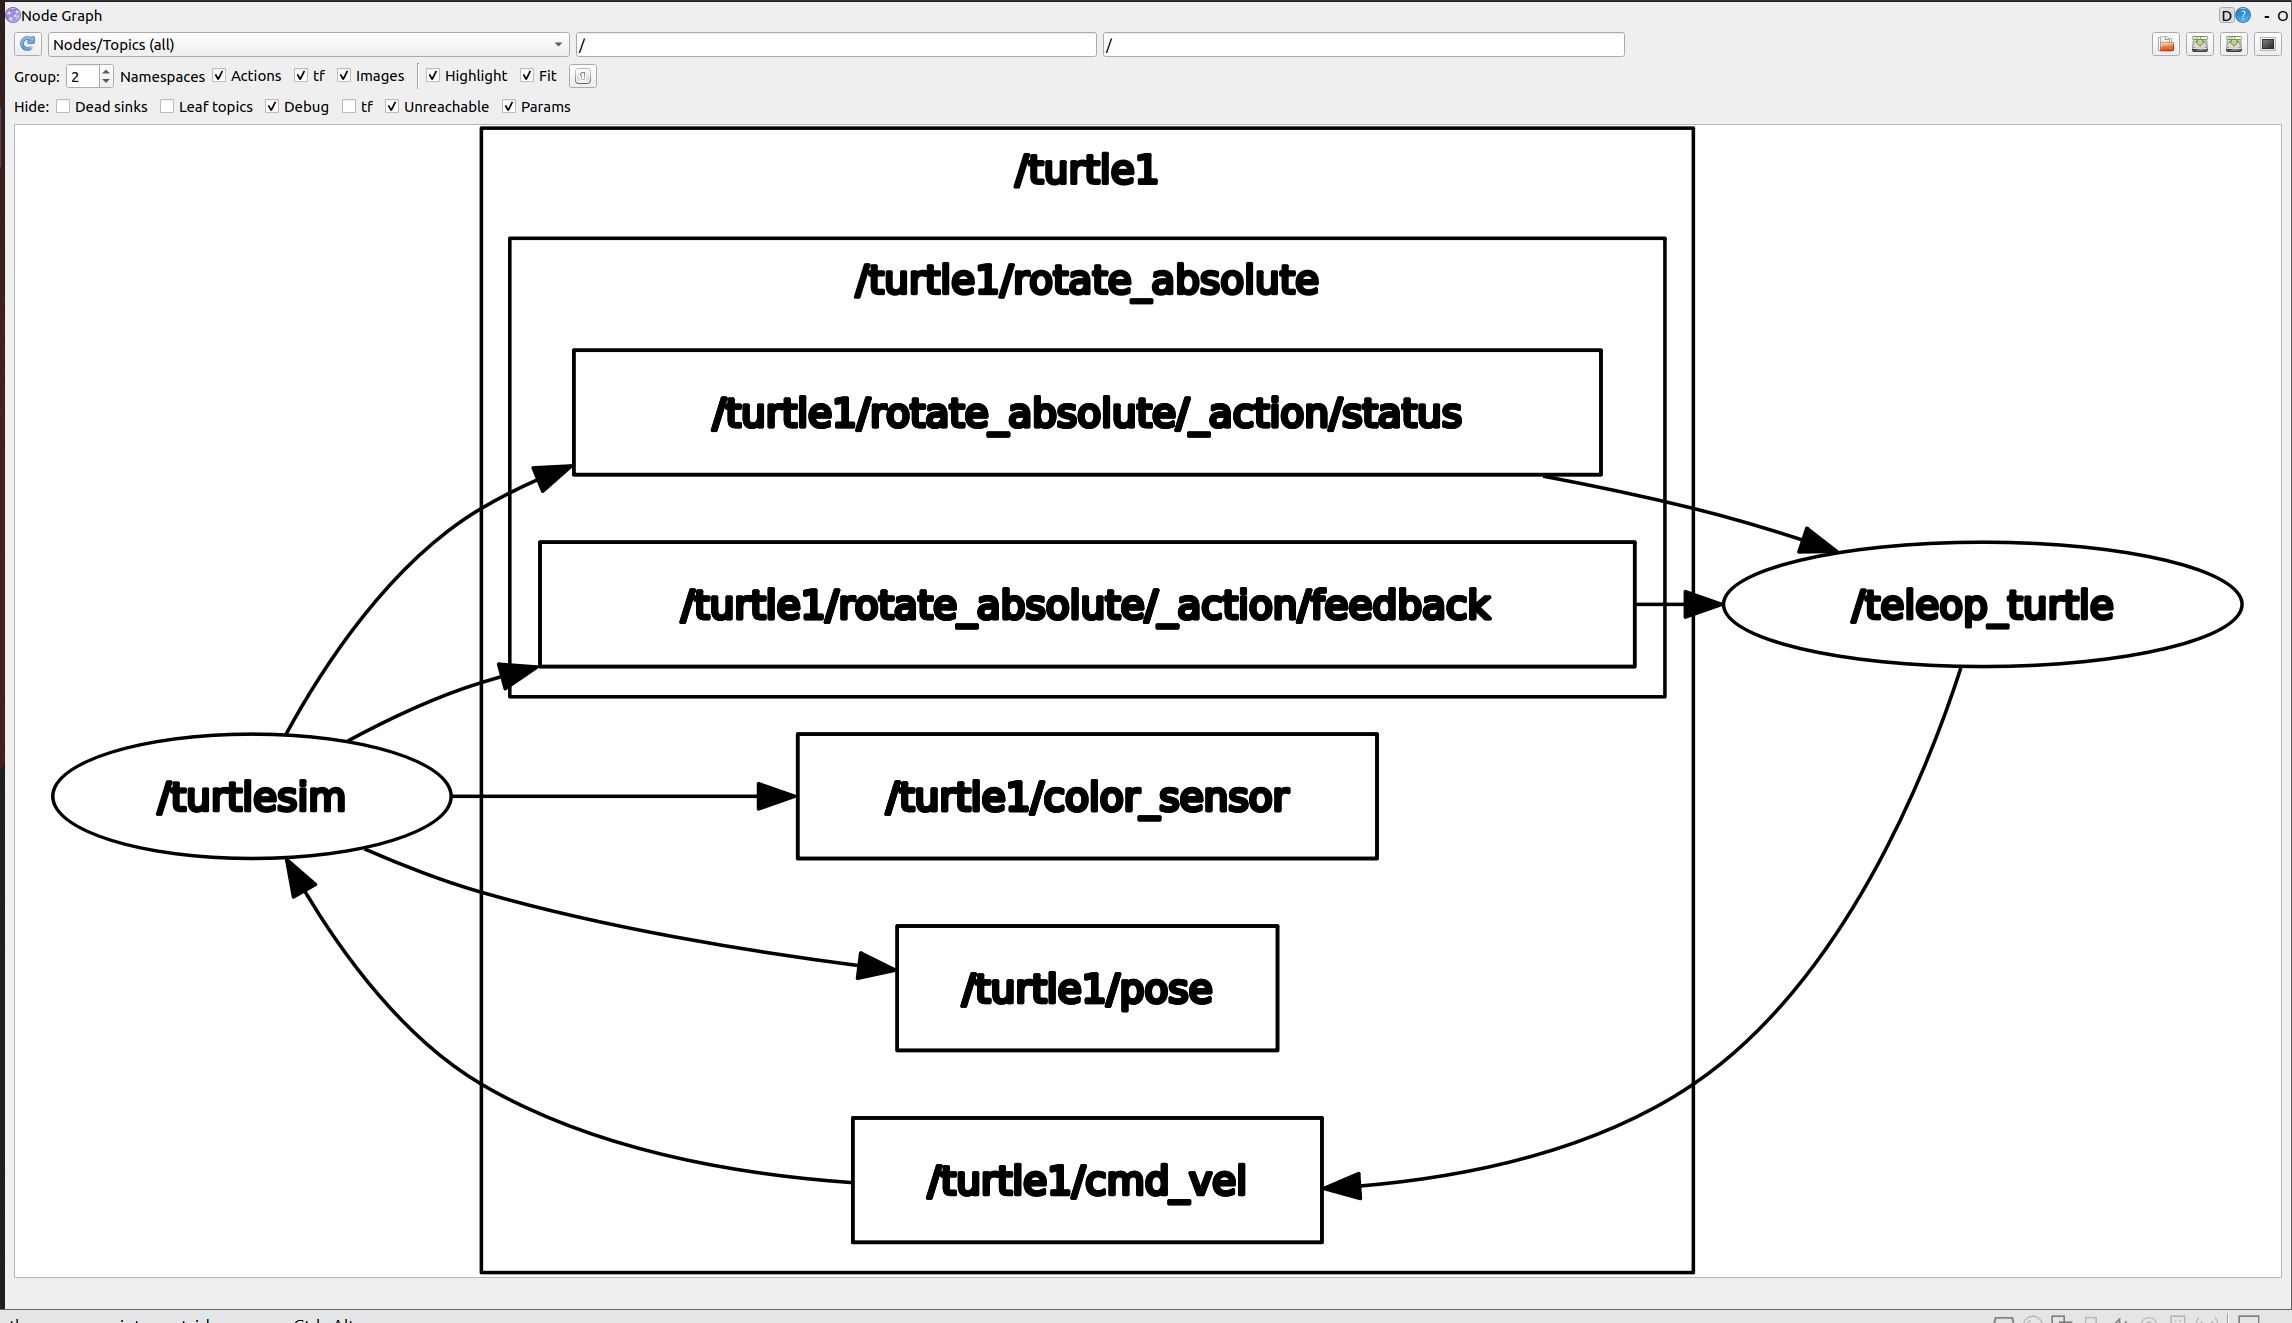 Node Graph
D ? - O
Nodes/Topics (all) / /
Group: 2 Namespaces Actions tf Images Highlight Fit
Hide: Dead sinks Leaf topics Debug tf Unreachable Params
/turtle1
/turtle1/rotate_absolute
/turtle1/rotate_absolute/_action/status
/turtle1/rotate_absolute/_action/feedback
/teleop_turtle
/turtlesim
/turtle1/color_sensor
/turtle1/pose
/turtle1/cmd_vel